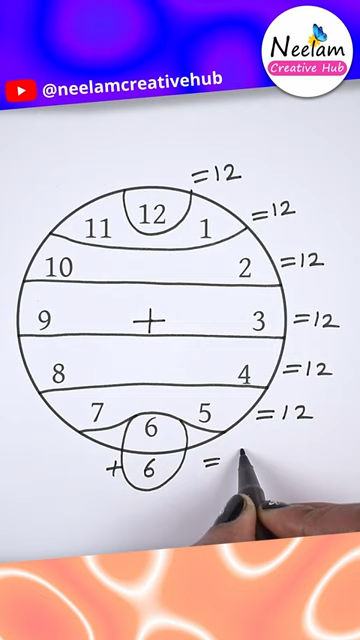 Neelam
Creative Hub
@neelamcreativehub
= 12
12
11 1 = 12
10 2 = 12
9 + 3 = 12
8 4 = 12
7 5 = 12
6
+ 6 =